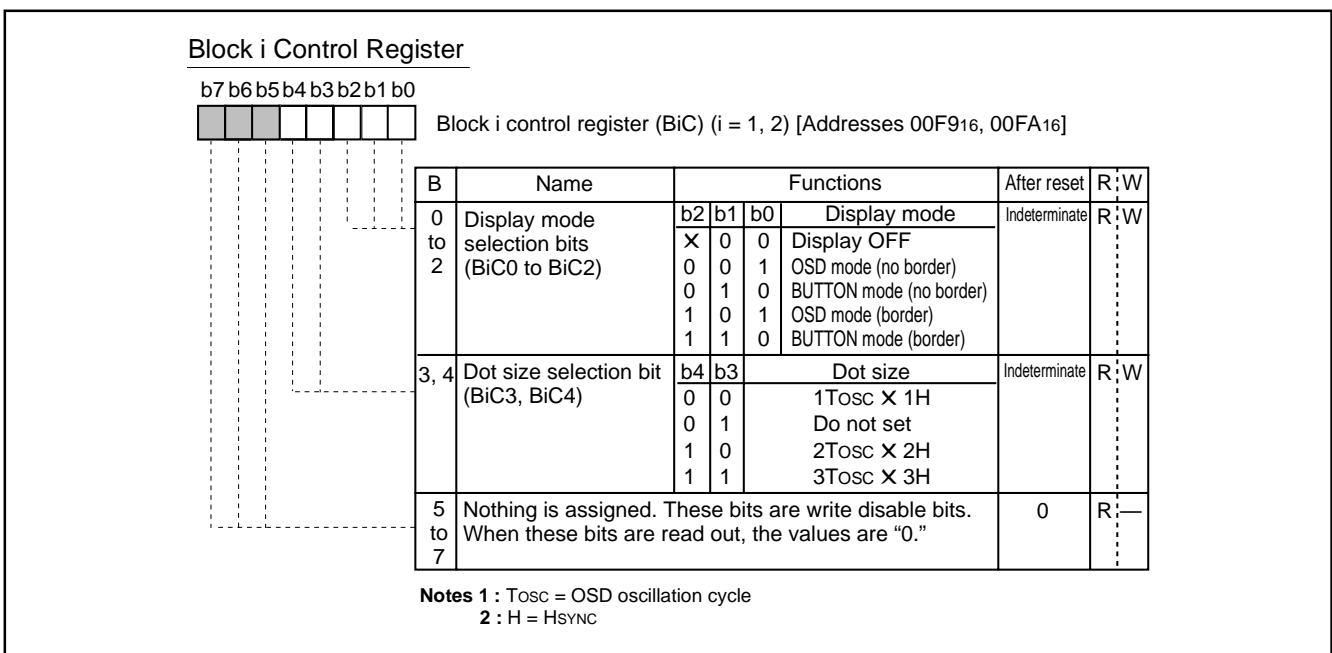 Block i Control Register
b7 b6 b5 b4 b3 b2 b1 b0
Block i control register (BiC) (i = 1, 2) [Addresses 00F916, 00FA16]
B Name Functions After reset R W
0 to 2 Display mode selection bits (BiC0 to BiC2) b2 b1 b0 Display mode Indeterminate R W
X 0 0 Display OFF
0 0 1 OSD mode (no border)
0 1 0 BUTTON mode (no border)
1 0 1 OSD mode (border)
1 1 0 BUTTON mode (border)
3, 4 Dot size selection bit (BiC3, BiC4) b4 b3 Dot size Indeterminate R W
0 0 1TOSC X 1H
0 1 Do not set
1 0 2TOSC X 2H
1 1 3TOSC X 3H
5 to 7 Nothing is assigned. These bits are write disable bits. 0 R —
When these bits are read out, the values are “0.”
Notes 1 : TOSC = OSD oscillation cycle
2 : H = HSYNC